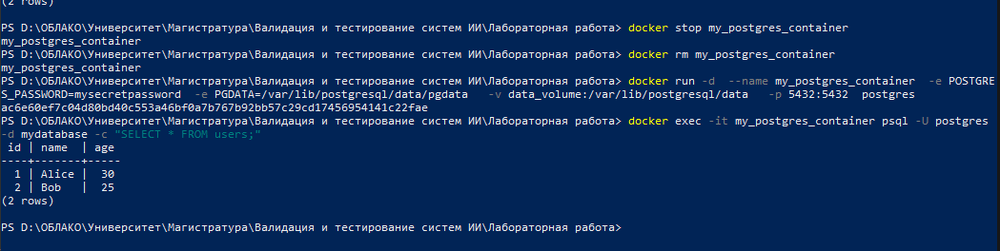 (2 rows)
PS D:\ОБЛАКО\Университет\Магистратура\Валидация и тестирование систем ИИ\Лабораторная работа> docker stop my_postgres_container
my_postgres_container
PS D:\ОБЛАКО\Университет\Магистратура\Валидация и тестирование систем ИИ\Лабораторная работа> docker rm my_postgres_container
my_postgres_container
PS D:\ОБЛАКО\Университет\Магистратура\Валидация и тестирование систем ИИ\Лабораторная работа> docker run -d  --name my_postgres_container  -e POSTGRE
S_PASSWORD=mysecretpassword  -e PGDATA=/var/lib/postgresql/data/pgdata   -v data_volume:/var/lib/postgresql/data   -p 5432:5432  postgres
ac6e60ef7c04d80bd40c553a46bf0a7b767b92bb57c29cd17456954141c22fae
PS D:\ОБЛАКО\Университет\Магистратура\Валидация и тестирование систем ИИ\Лабораторная работа> docker exec -it my_postgres_container psql -U postgres
-d mydatabase -c "SELECT * FROM users;"
 id | name  | age
----+-------+-----
  1 | Alice |  30
  2 | Bob   |  25
(2 rows)
PS D:\ОБЛАКО\Университет\Магистратура\Валидация и тестирование систем ИИ\Лабораторная работа>